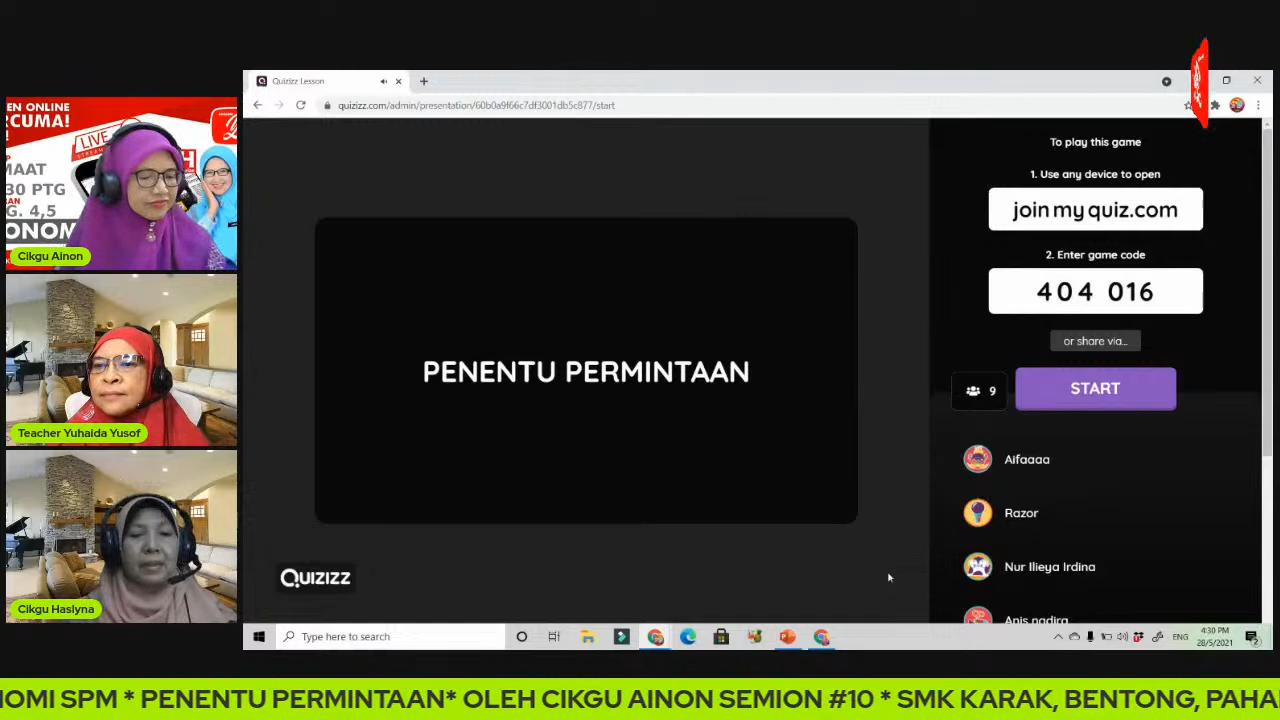 EN ONLINE
CUMA!
LIVE
MAAT
30 PTG
G. 4,5
ONOM
Cikgu Ainon
Teacher Yuhaida Yusof
Cikgu Haslyna
Quizizz Lesson
quizizz.com/admin/presentation/60b0a9f66c7df3001db5c877/start
PENENTU PERMINTAAN
Quizizz
To play this game
1. Use any device to open
joinmyquiz.com
2. Enter game code
404 016
or share via...
9
START
Aifaaaa
Razor
Nur Ilieya Irdina
Anis nadira
Type here to search
ENG
4:30 PM
28/5/2021
NOMI SPM * PENENTU PERMINTAAN* OLEH CIKGU AINON SEMION #10 * SMK KARAK, BENTONG, PAHA